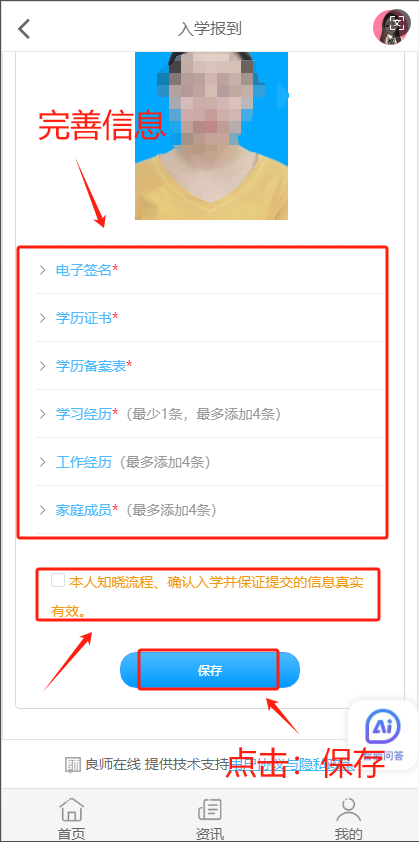 入学报到
完善信息
电子签名*
学历证书*
学历备案表*
学习经历*（最少1条，最多添加4条）
工作经历（最多添加4条）
家庭成员*（最多添加4条）
本人知晓流程、确认入学并保证提交的信息真实
有效。
保存
Ai
问答
良师在线 提供技术支持
点击：保存
首页
资讯
我的